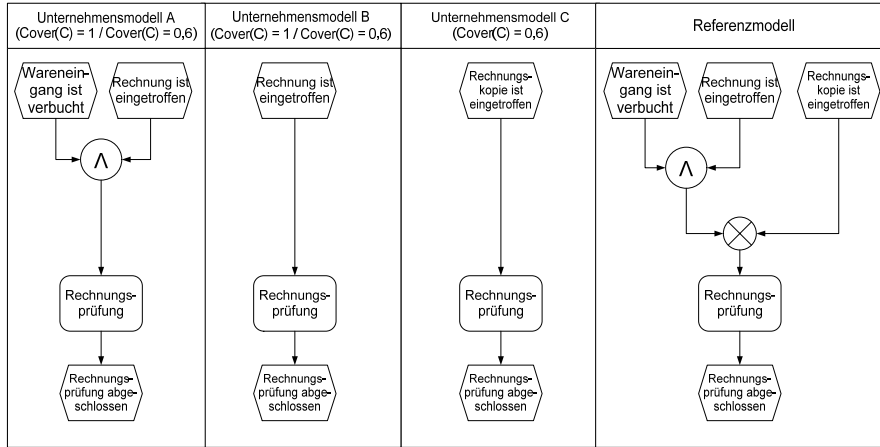 Unternehmensmodell A
(Cover(C) = 1 / Cover(C) = 0,6)
Unternehmensmodell B
(Cover(C) = 1 / Cover(C) = 0,6)
Unternehmensmodell C
(Cover(C) = 0,6)
Referenzmodell
Warenein-
gang ist
verbucht
Rechnung ist
eingetroffen
Λ
Rechnungs-
prüfung
Rechnungs-
prüfung abge-
schlossen
Rechnung ist
eingetroffen
Rechnungs-
prüfung
Rechnungs-
prüfung abge-
schlossen
Rechnungs-
kopie ist
eingetroffen
Rechnungs-
prüfung
Rechnungs-
prüfung abge-
schlossen
Warenein-
gang ist
verbucht
Rechnung ist
eingetroffen
Rechnungs-
kopie ist
eingetroffen
Λ
Rechnungs-
prüfung
Rechnungs-
prüfung abge-
schlossen